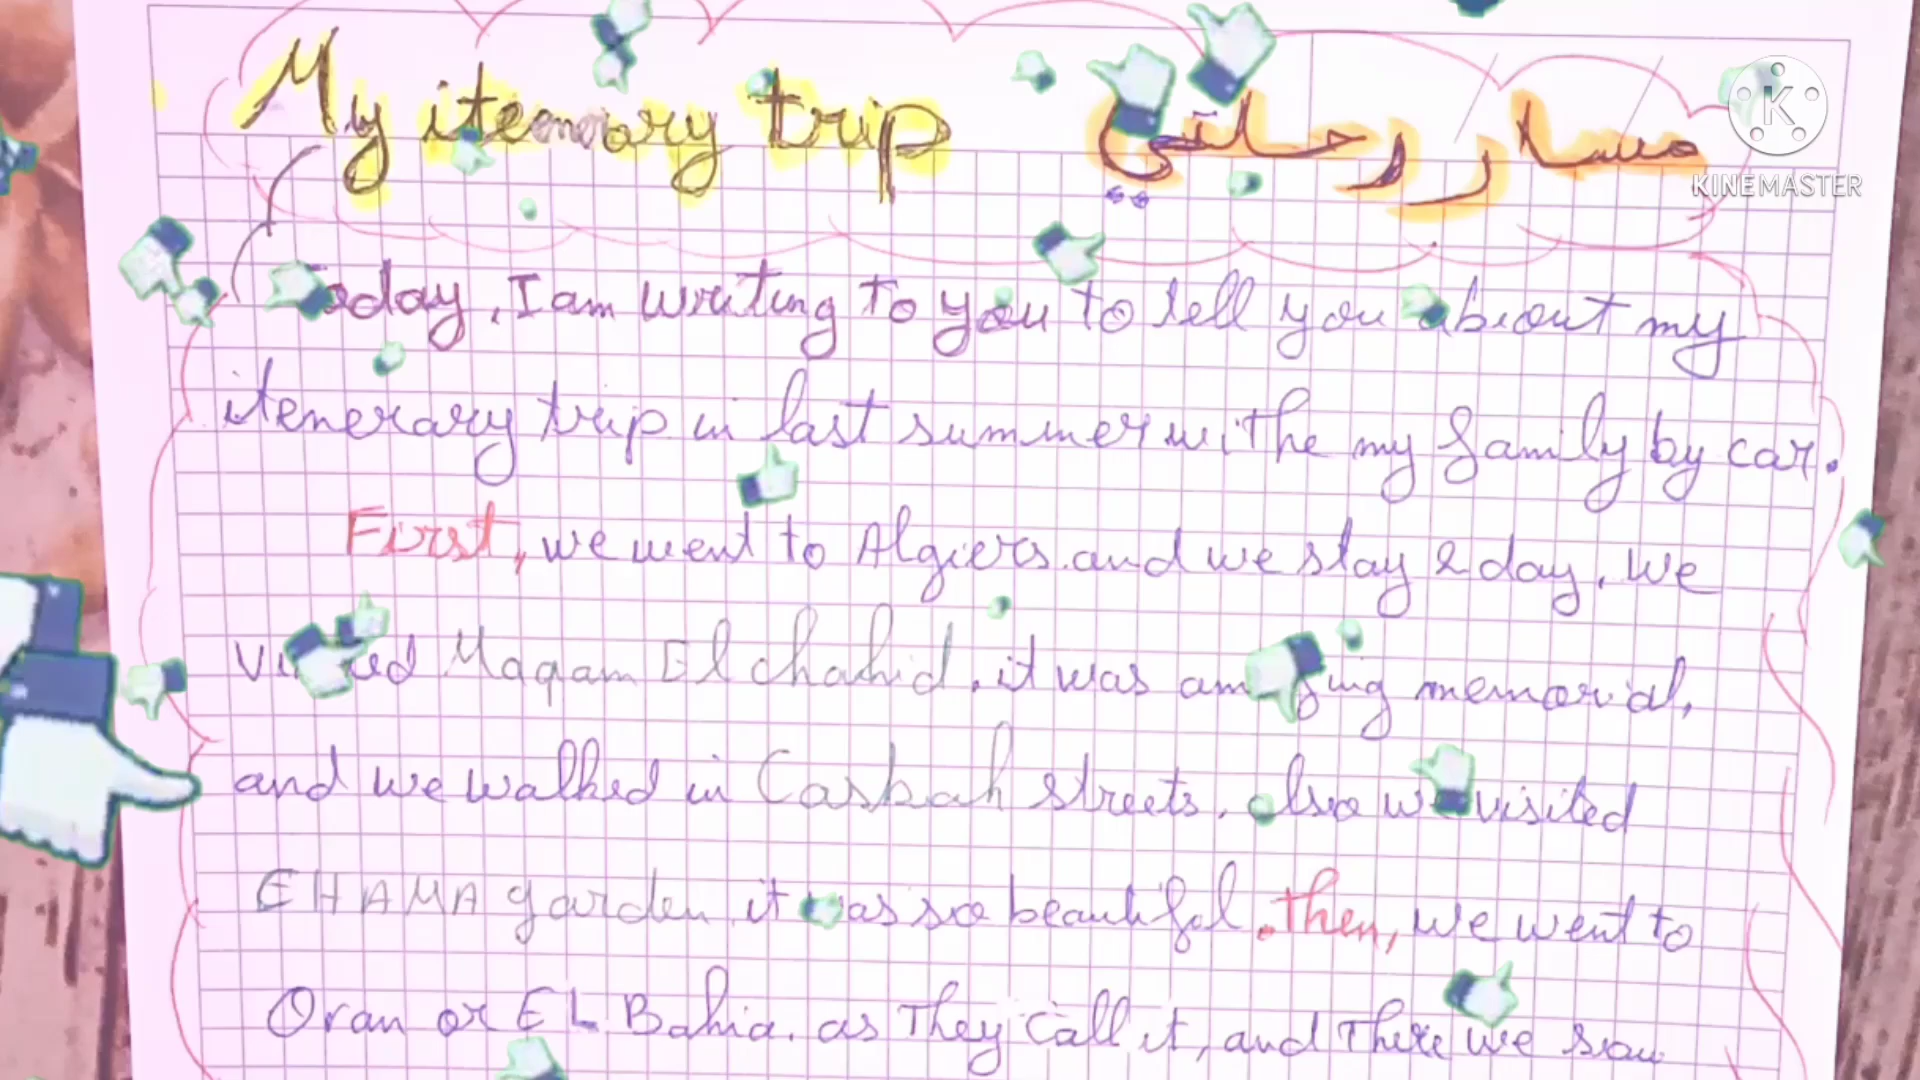 My itemorary trip مسار رحلتي
KINEMASTER
Today, I am writing to you to tell you about my
itenerary trip in last summer withe my family by car.
First, we went to Algiers and we stay 2 day. We
visited Maqam El chahid, it was amazing memorial,
and we walked in Casbah streets, also we visited
EHAMA garden it was so beautiful. Then, we went to
Oran or EL Bahia. as They call it, and There we saw